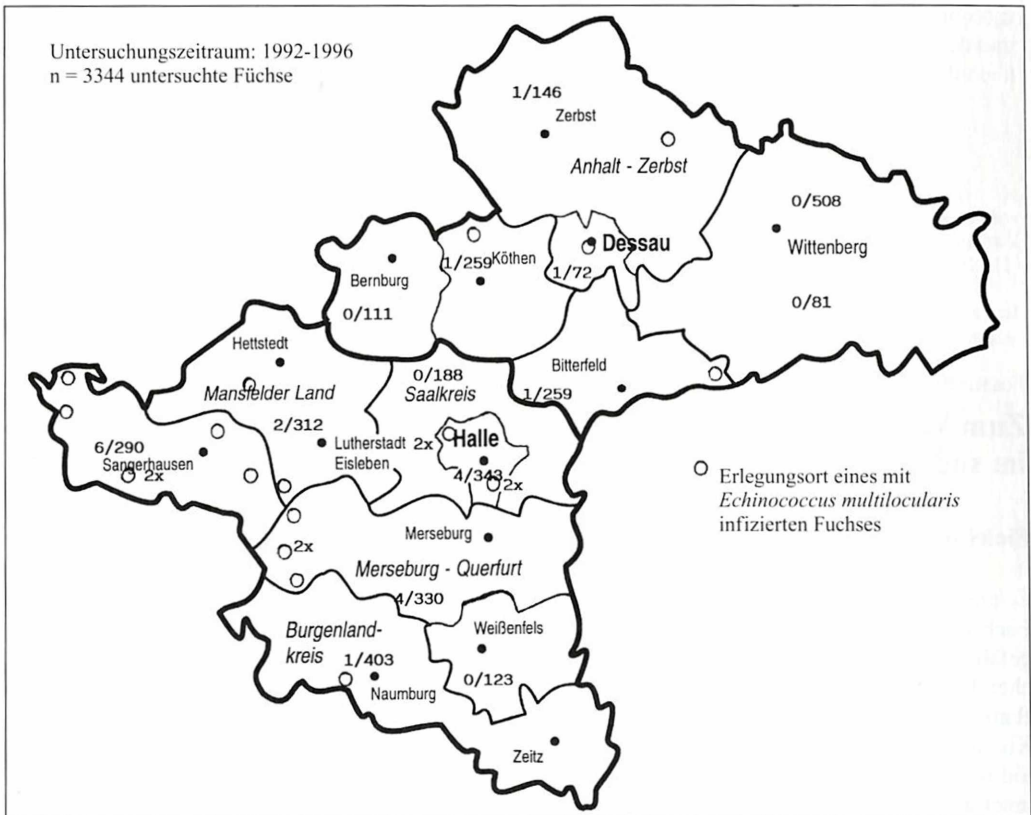 Untersuchungszeitraum: 1992-1996
n = 3344 untersuchte Füchse
1/146
Zerbst
Anhalt - Zerbst
0/508
Wittenberg
0/81
Dessau
1/72
Köthen
1/259
Bernburg
0/111
Bitterfeld
1/259
Hettstedt
Mansfelder Land
2/312
Lutherstadt
Eisleben
0/188
Saalkreis
2x
Halle
4/343
2x
6/290
Sangerhausen
2x
Erlegungsort eines mit
Echinococcus multilocularis
infizierten Fuchses
Merseburg
2x
Merseburg - Querfurt
4/330
Burgenland-
kreis
1/403
Naumburg
Weißenfels
0/123
Zeitz